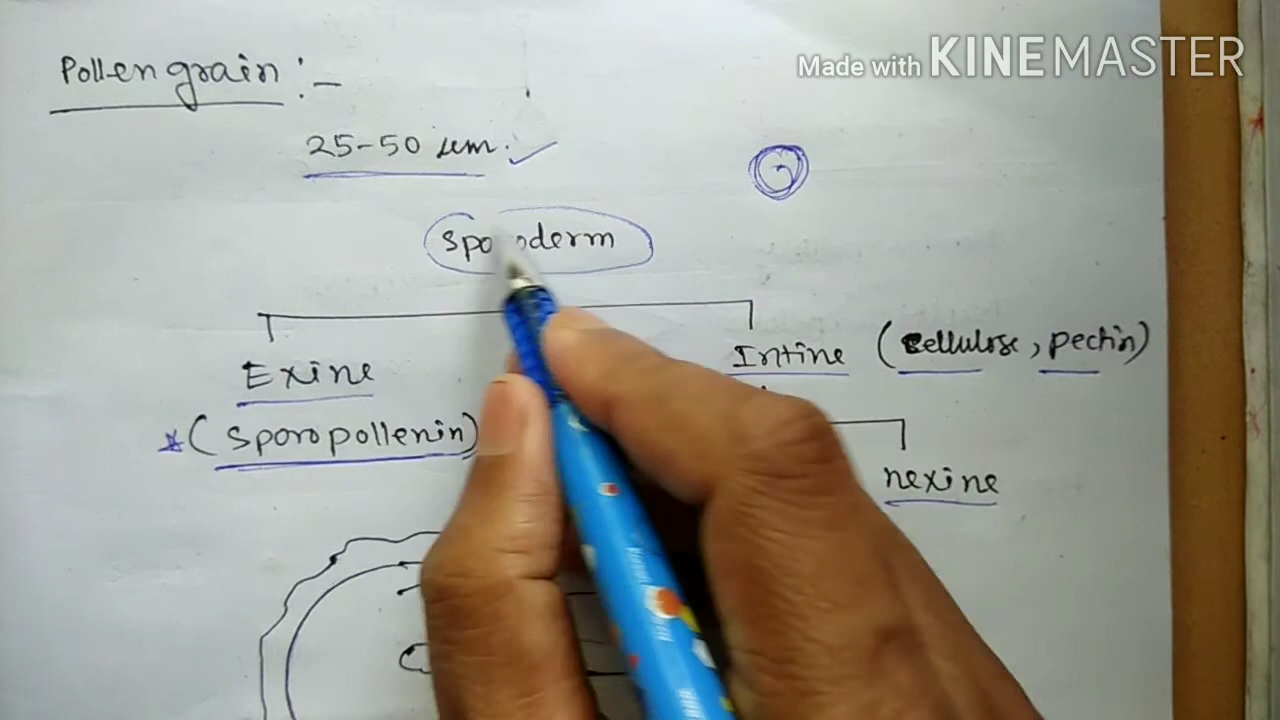 Made with KINEMASTER
Pollen grain :-
25-50 μm.
Exine
Intine (cellulose, pectin)
(sporopollenin)
nexine